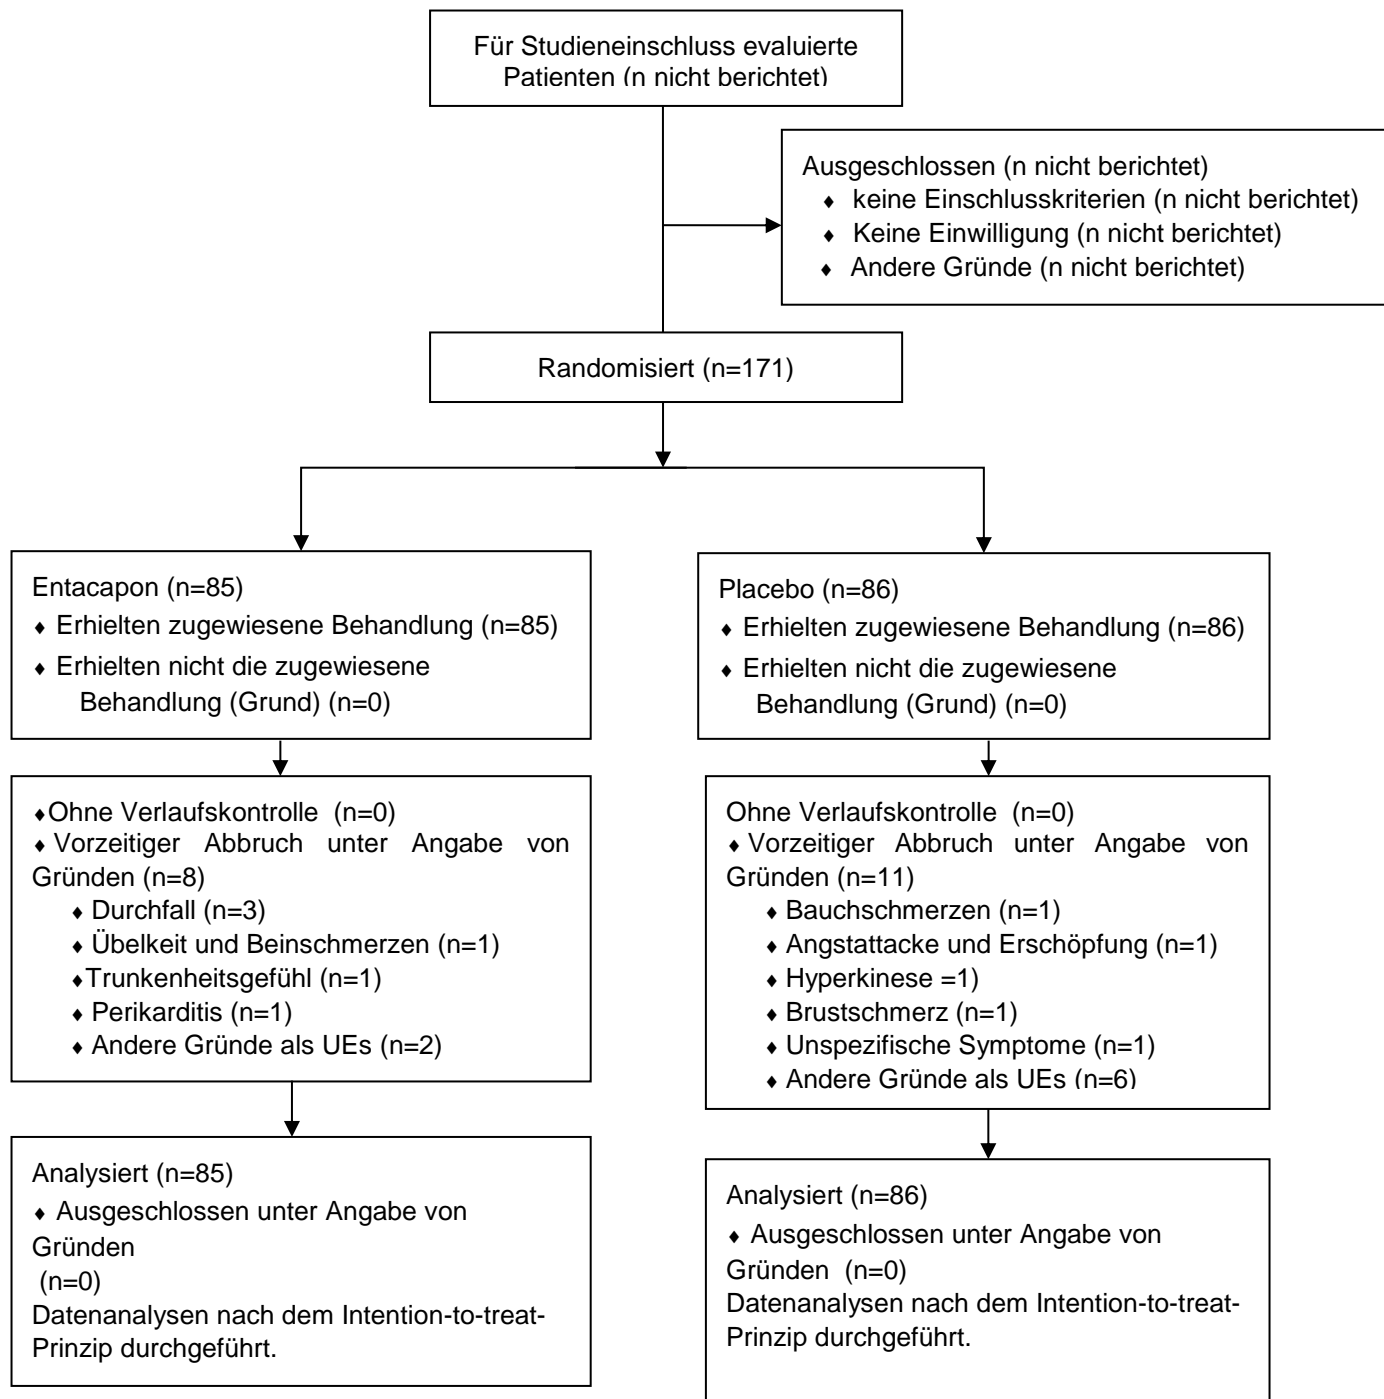 Für Studieneinschluss evaluierte
Patienten (n nicht berichtet)
Ausgeschlossen (n nicht berichtet)
♦ keine Einschlusskriterien (n nicht berichtet)
♦ Keine Einwilligung (n nicht berichtet)
♦ Andere Gründe (n nicht berichtet)
Randomisiert (n=171)
Entacapon (n=85)
♦ Erhielten zugewiesene Behandlung (n=85)
♦ Erhielten nicht die zugewiesene
Behandlung (Grund) (n=0)
Placebo (n=86)
♦ Erhielten zugewiesene Behandlung (n=86)
♦ Erhielten nicht die zugewiesene
Behandlung (Grund) (n=0)
♦Ohne Verlaufskontrolle (n=0)
♦ Vorzeitiger Abbruch unter Angabe von
Gründen (n=8)
♦ Durchfall (n=3)
♦ Übelkeit und Beinschmerzen (n=1)
♦Trunkenheitsgefühl (n=1)
♦ Perikarditis (n=1)
♦ Andere Gründe als UEs (n=2)
Ohne Verlaufskontrolle (n=0)
♦ Vorzeitiger Abbruch unter Angabe von
Gründen (n=11)
♦ Bauchschmerzen (n=1)
♦ Angstattacke und Erschöpfung (n=1)
♦ Hyperkinese =1)
♦ Brustschmerz (n=1)
♦ Unspezifische Symptome (n=1)
♦ Andere Gründe als UEs (n=6)
Analysiert (n=85)
♦ Ausgeschlossen unter Angabe von
Gründen
(n=0)
Datenanalysen nach dem Intention-to-treat-
Prinzip durchgeführt.
Analysiert (n=86)
♦ Ausgeschlossen unter Angabe von
Gründen (n=0)
Datenanalysen nach dem Intention-to-treat-
Prinzip durchgeführt.